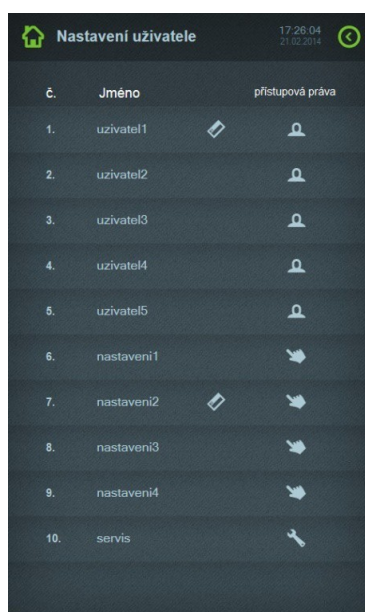 Nastavení uživatele
17:26:04
21.02.2014
č. Jméno přístupová práva
1. uzivatel1
2. uzivatel2
3. uzivatel3
4. uzivatel4
5. uzivatel5
6. nastaveni1
7. nastaveni2
8. nastaveni3
9. nastaveni4
10. servis